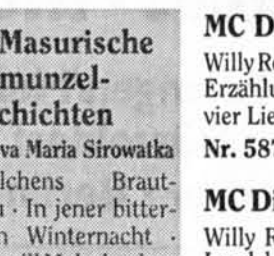 Masurische
munzel-
chichten
va Maria Sirowatka
lchens Braut-
· In jener bitter-
n Winternacht ·
MC D
Willy R
Erzählu
vier Lie
Nr. 587
MC Di
Willy R